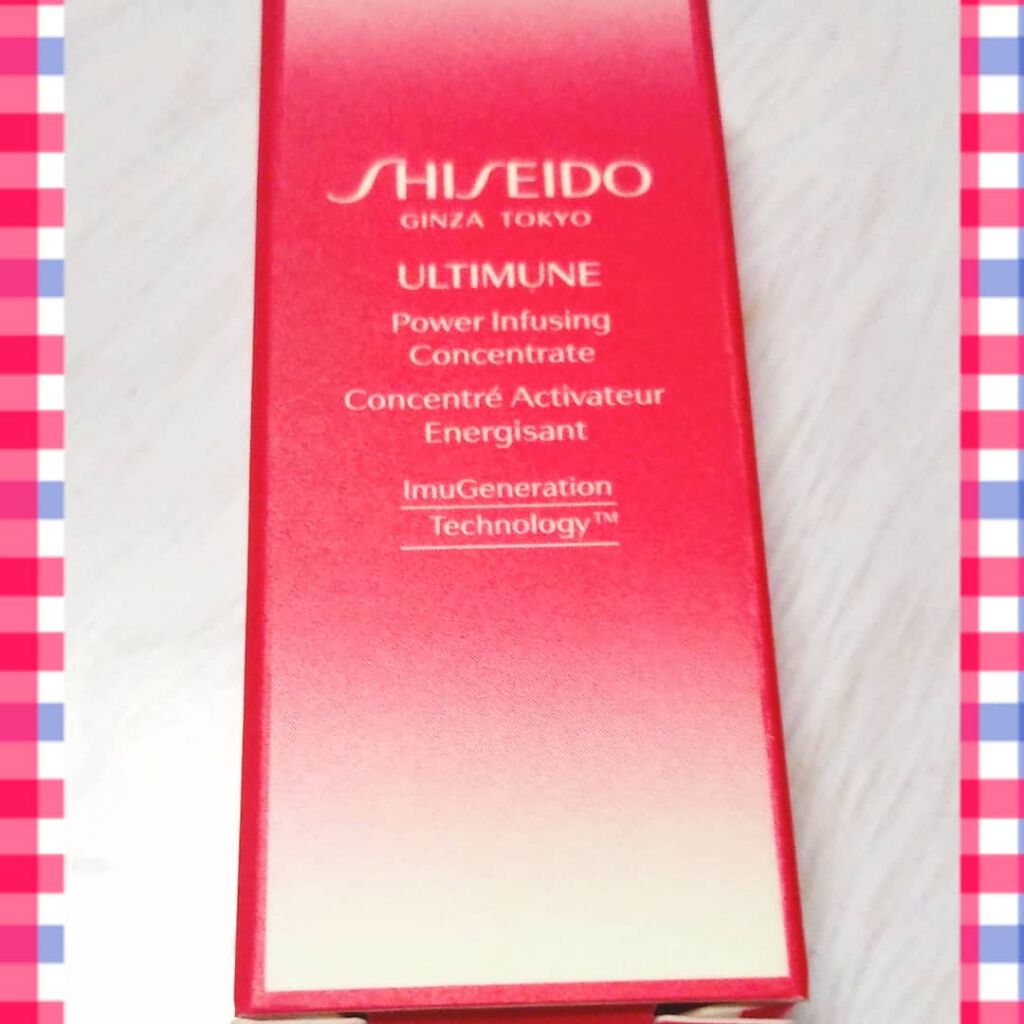 SHISEIDO
GINZA TOKYO
ULTIMUNE
Power Infusing
Concentrate
Concentré Activateur
Energisant
ImuGeneration
Technology™